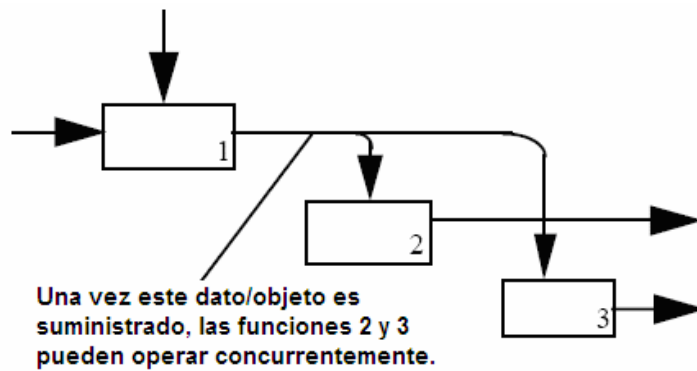 1
2
3
Una vez este dato/objeto es
suministrado, las funciones 2 y 3
pueden operar concurrentemente.